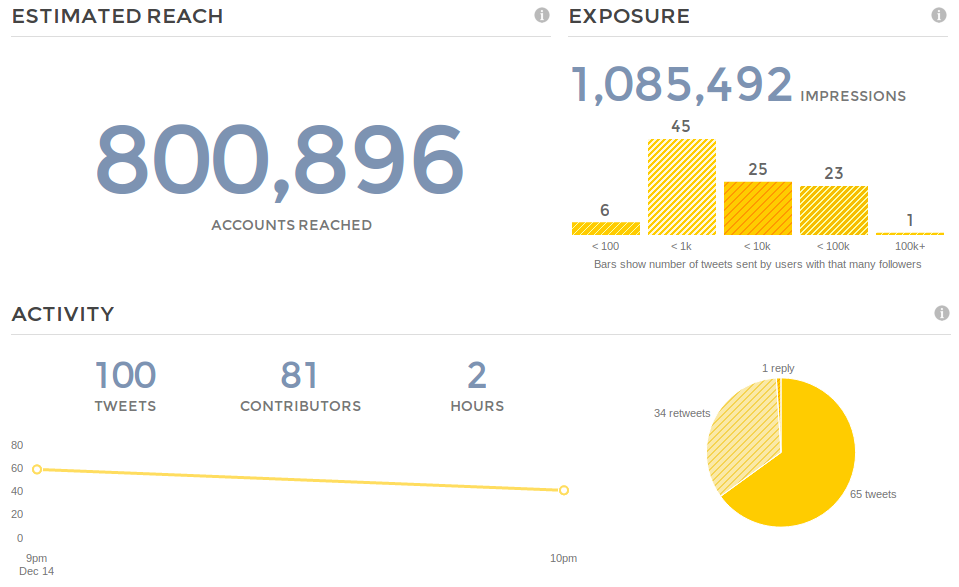 ESTIMATED REACH
800,896
ACCOUNTS REACHED
EXPOSURE
1,085,492 IMPRESSIONS
6
45
25
23
1
< 100
< 1k
< 10k
< 100k
100k+
Bars show number of tweets sent by users with that many followers
ACTIVITY
100
TWEETS
81
CONTRIBUTORS
2
HOURS
80
60
40
20
0
9pm
Dec 14
10pm
1 reply
34 retweets
65 tweets